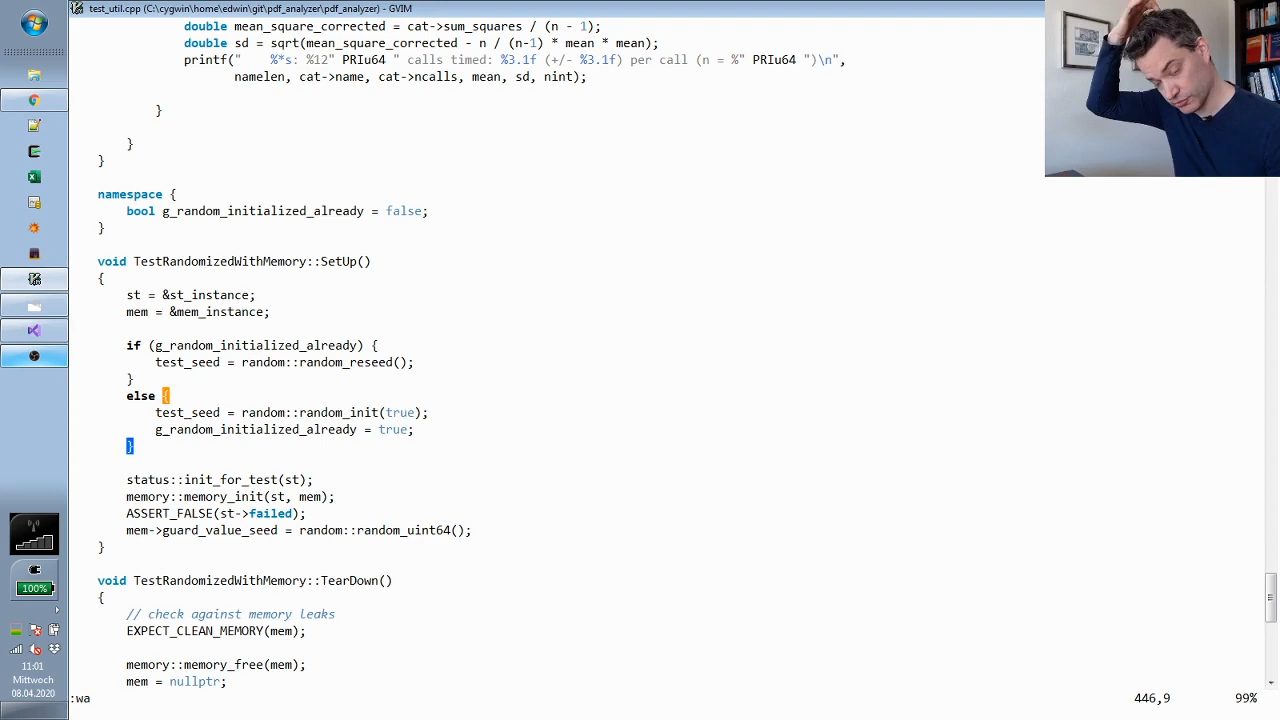 test_util.cpp (C:\cygwin\home\edwin\git\pdf_analyzer\pdf_analyzer) - GVIM
double mean_square_corrected = cat->sum_squares / (n - 1);
double sd = sqrt(mean_square_corrected - n / (n-1) * mean * mean);
printf("    %*s: %12" PRIu64 " calls timed: %3.1f (+/- %3.1f) per call (n = %" PRIu64 ")\n",
namelen, cat->name, cat->ncalls, mean, sd, nint);
}
}
}
namespace {
bool g_random_initialized_already = false;
}
void TestRandomizedWithMemory::SetUp()
{
st = &st_instance;
mem = &mem_instance;
if (g_random_initialized_already) {
test_seed = random::random_reseed();
}
else {
test_seed = random::random_init(true);
g_random_initialized_already = true;
}
status::init_for_test(st);
memory::memory_init(st, mem);
ASSERT_FALSE(st->failed);
mem->guard_value_seed = random::random_uint64();
}
void TestRandomizedWithMemory::TearDown()
{
// check against memory leaks
EXPECT_CLEAN_MEMORY(mem);
memory::memory_free(mem);
mem = nullptr;
:wa
446,9
99%
100%
11:01
Mittwoch
08.04.2020